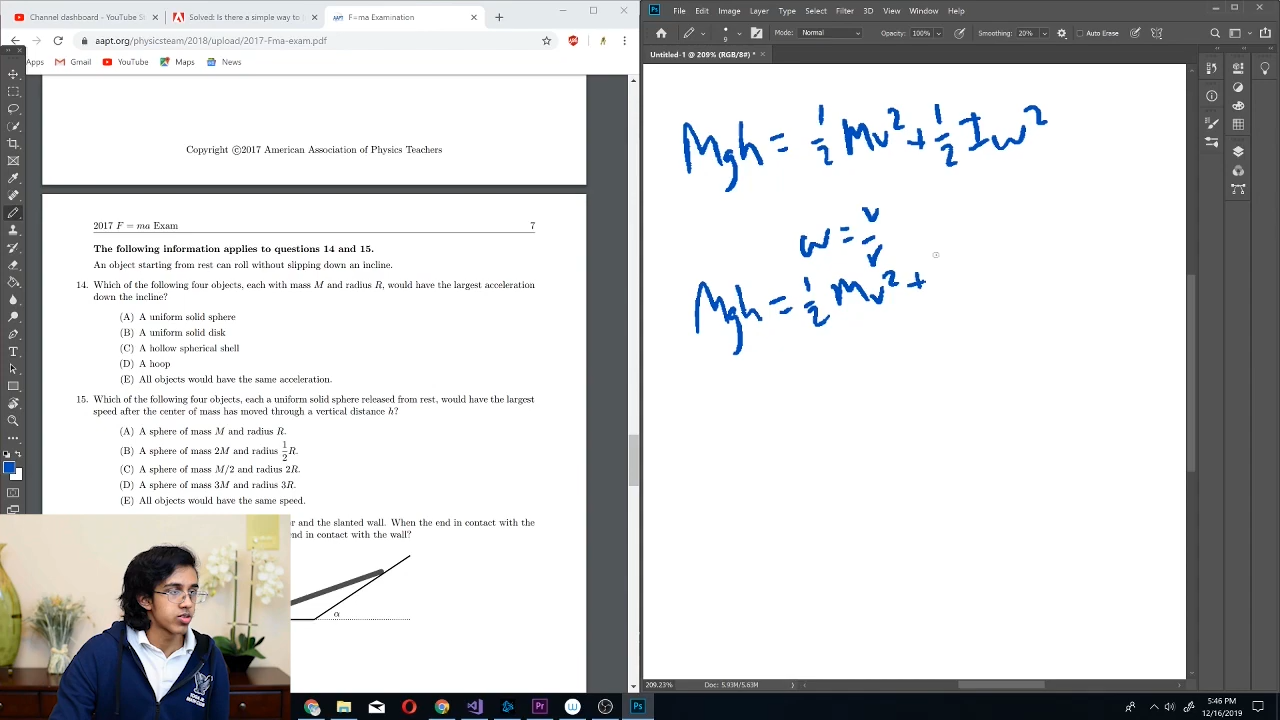 Channel dashboard - YouTube St
Solved: Is there a simple way to
F=ma Examination
aapt.org/physicsteam/2018/upload/2017-Fma-exam.pdf
Apps
Gmail
YouTube
Maps
News
Copyright ©2017 American Association of Physics Teachers
2017 F = ma Exam
7
The following information applies to questions 14 and 15.
An object starting from rest can roll without slipping down an incline.
14. Which of the following four objects, each with mass M and radius R, would have the largest acceleration
down the incline?
(A) A uniform solid sphere
(B) A uniform solid disk
(C) A hollow spherical shell
(D) A hoop
(E) All objects would have the same acceleration.
15. Which of the following four objects, each a uniform solid sphere released from rest, would have the largest
speed after the center of mass has moved through a vertical distance h?
(A) A sphere of mass M and radius R.
(B) A sphere of mass 2M and radius 1/2 R.
(C) A sphere of mass M/2 and radius 2R.
(D) A sphere of mass 3M and radius 3R.
(E) All objects would have the same speed.
r and the slanted wall. When the end in contact with the
end in contact with the wall?
α
Ps
File Edit Image Layer Type Select Filter 3D View Window Help
9
Mode: Normal
Opacity: 100%
Smoothing: 20%
Auto Erase
Untitled-1 @ 209% (RGB/8#) *
Mgh = 1/2 Mv² + 1/2 Iw²
w = v/r
Mgh = 1/2 Mv² +
209.23%
Doc: 5.93M/5.63M
Pr
Ps
5:46 PM
12/16/2019